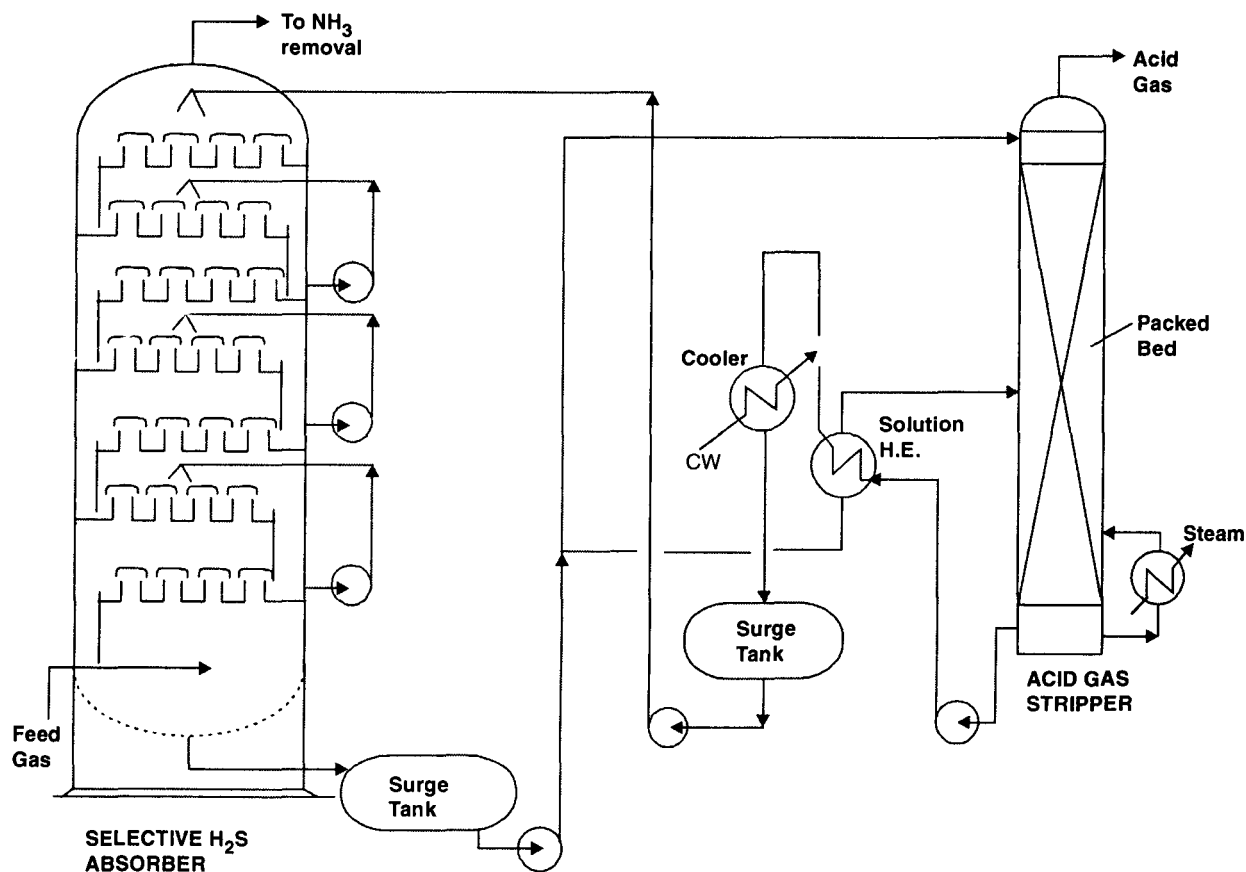 To NH₃
removal
Acid
Gas
Packed
Bed
Cooler
Solution
H.E.
CW
Steam
Surge
Tank
ACID GAS
STRIPPER
Feed
Gas
Surge
Tank
SELECTIVE H₂S
ABSORBER